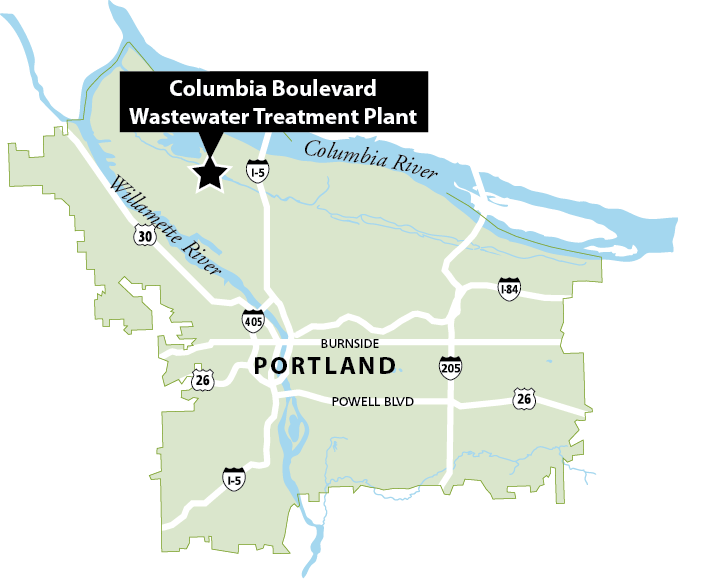 Columbia Boulevard
Wastewater Treatment Plant
Columbia River
I-5
Willamette River
30
I-84
405
BURNSIDE
PORTLAND
205
26
POWELL BLVD
26
I-5